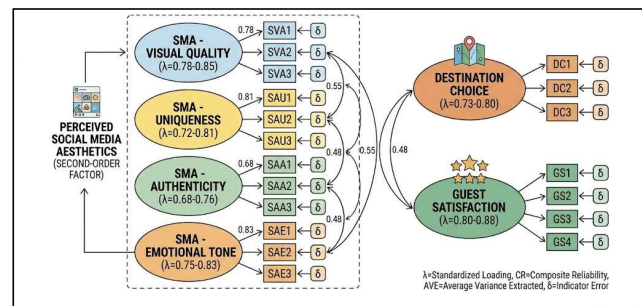 PERCEIVED
SOCIAL MEDIA
AESTHETICS
(SECOND-ORDER
FACTOR)
SMA -
VISUAL QUALITY
(λ=0.78-0.85)
0.78
SVA1 δ
SVA2 δ
SVA3 δ
SMA -
UNIQUENESS
(λ=0.72-0.81)
0.81
SAU1 δ
SAU2 δ
SAU3 δ
SMA -
AUTHENTICITY
(λ=0.68-0.76)
0.68
SAA1 δ
SAA2 δ
SAA3 δ
SMA -
EMOTIONAL TONE
(λ=0.75-0.83)
0.83
SAE1 δ
SAE2 δ
SAE3 δ
0.55
0.48
0.48
0.55
DESTINATION
CHOICE
(λ=0.73-0.80)
DC1 δ
DC2 δ
DC3 δ
0.48
GUEST
SATISFACTION
(λ=0.80-0.88)
GS1 δ
GS2 δ
GS3 δ
GS4 δ
λ=Standardized Loading, CR=Composite Reliability,
AVE=Average Variance Extracted, δ=Indicator Error